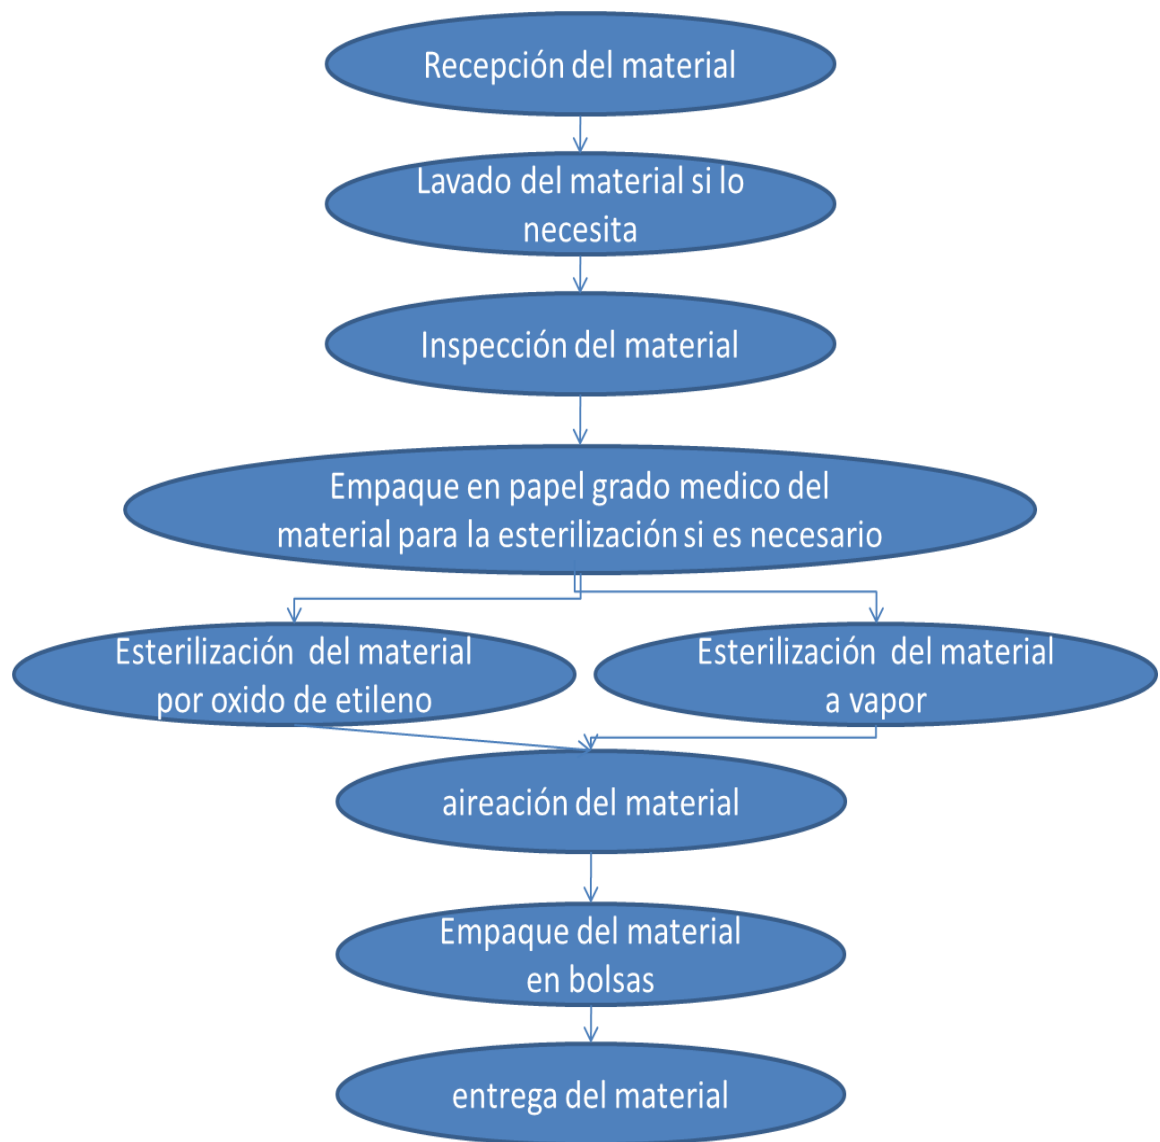 Recepción del material
Lavado del material si lo
necesita
Inspección del material
Empaque en papel grado medico del
material para la esterilización si es necesario
Esterilización del material
por oxido de etileno
Esterilización del material
a vapor
aireación del material
Empaque del material
en bolsas
entrega del material